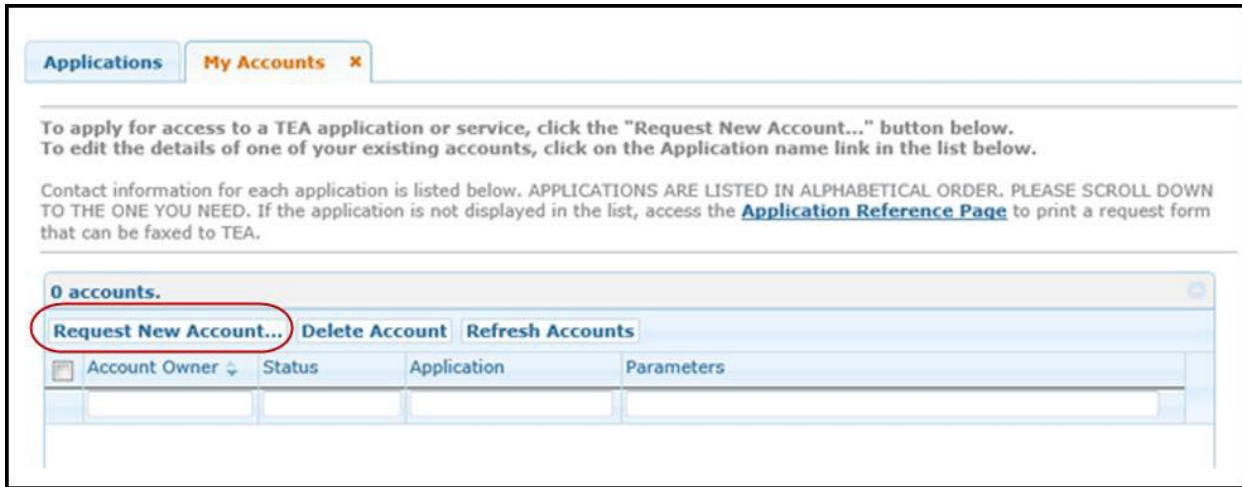 Applications My Accounts ×
To apply for access to a TEA application or service, click the "Request New Account..." button below.
To edit the details of one of your existing accounts, click on the Application name link in the list below.
Contact information for each application is listed below. APPLICATIONS ARE LISTED IN ALPHABETICAL ORDER. PLEASE SCROLL DOWN
TO THE ONE YOU NEED. If the application is not displayed in the list, access the Application Reference Page to print a request form
that can be faxed to TEA.
0 accounts.
Request New Account... Delete Account Refresh Accounts
Account Owner Status Application Parameters